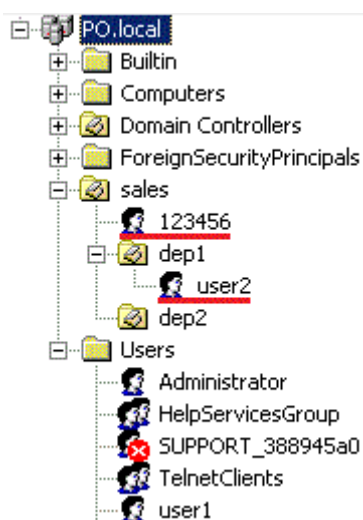 PO.local
Builtin
Computers
Domain Controllers
ForeignSecurityPrincipals
sales
123456
dep1
user2
dep2
Users
Administrator
HelpServicesGroup
SUPPORT_388945a0
TelnetClients
user1